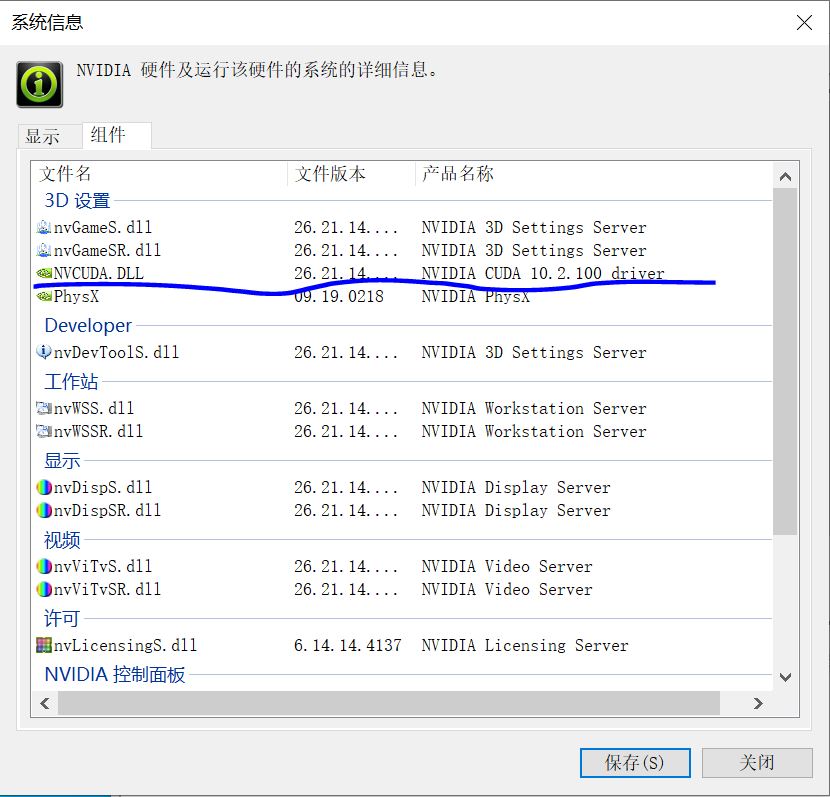 系统信息
NVIDIA 硬件及运行该硬件的系统的详细信息。
显示 组件
文件名 文件版本 产品名称
3D 设置
nvGameS.dll 26.21.14.... NVIDIA 3D Settings Server
nvGameSR.dll 26.21.14.... NVIDIA 3D Settings Server
NVCUDA.DLL 26.21.14.... NVIDIA CUDA 10.2.100 driver
PhysX 09.19.0218 NVIDIA PhysX
Developer
nvDevToolS.dll 26.21.14.... NVIDIA 3D Settings Server
工作站
nvWSS.dll 26.21.14.... NVIDIA Workstation Server
nvWSSR.dll 26.21.14.... NVIDIA Workstation Server
显示
nvDispS.dll 26.21.14.... NVIDIA Display Server
nvDispSR.dll 26.21.14.... NVIDIA Display Server
视频
nvViTvS.dll 26.21.14.... NVIDIA Video Server
nvViTvSR.dll 26.21.14.... NVIDIA Video Server
许可
nvLicensingS.dll 6.14.14.4137 NVIDIA Licensing Server
NVIDIA 控制面板
保存(S) 关闭